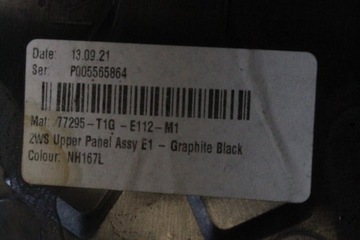 Date: 13.09.21
Ser: P005565864
Mat: 77295-T1G -E112-M1
2WS Upper Panel Assy E1 - Graphite Black
Colour: NH167L